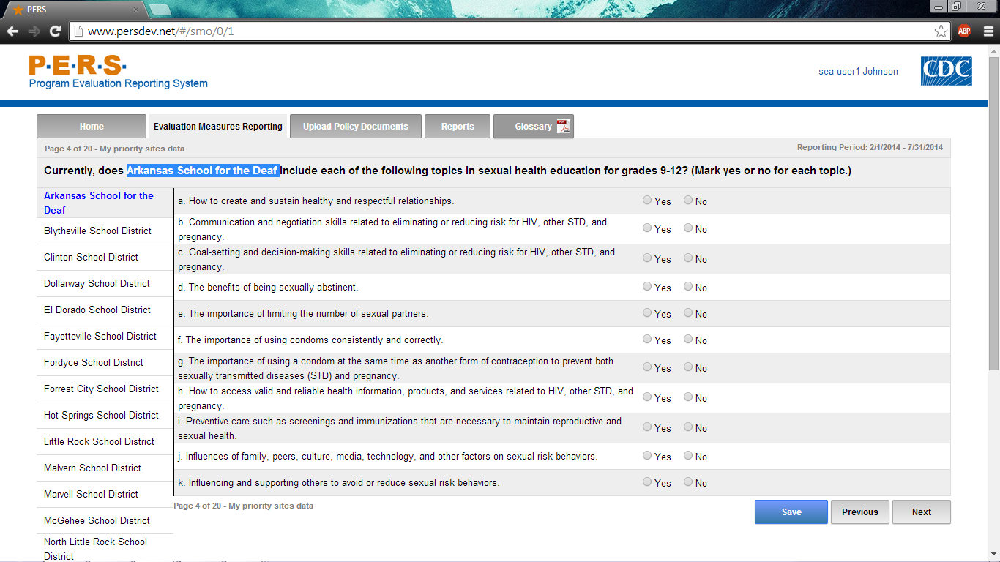 PERS
www.persdev.net/#/smo/0/1
ABP
P·E·R·S·
Program Evaluation Reporting System
sea-user1 Johnson
CDC
Home
Evaluation Measures Reporting
Upload Policy Documents
Reports
Glossary
Page 4 of 20 - My priority sites data
Reporting Period: 2/1/2014 - 7/31/2014
Currently, does Arkansas School for the Deaf include each of the following topics in sexual health education for grades 9-12? (Mark yes or no for each topic.)
Arkansas School for the
Deaf
Blytheville School District
Clinton School District
Dollarway School District
El Dorado School District
Fayetteville School District
Fordyce School District
Forrest City School District
Hot Springs School District
Little Rock School District
Malvern School District
Marvell School District
McGehee School District
North Little Rock School
District
a. How to create and sustain healthy and respectful relationships.
Yes No
b. Communication and negotiation skills related to eliminating or reducing risk for HIV, other STD, and
pregnancy.
Yes No
c. Goal-setting and decision-making skills related to eliminating or reducing risk for HIV, other STD, and
pregnancy.
Yes No
d. The benefits of being sexually abstinent.
Yes No
e. The importance of limiting the number of sexual partners.
Yes No
f. The importance of using condoms consistently and correctly.
Yes No
g. The importance of using a condom at the same time as another form of contraception to prevent both
sexually transmitted diseases (STD) and pregnancy.
Yes No
h. How to access valid and reliable health information, products, and services related to HIV, other STD, and
pregnancy.
Yes No
i. Preventive care such as screenings and immunizations that are necessary to maintain reproductive and
sexual health.
Yes No
j. Influences of family, peers, culture, media, technology, and other factors on sexual risk behaviors.
Yes No
k. Influencing and supporting others to avoid or reduce sexual risk behaviors.
Yes No
Page 4 of 20 - My priority sites data
Save
Previous
Next